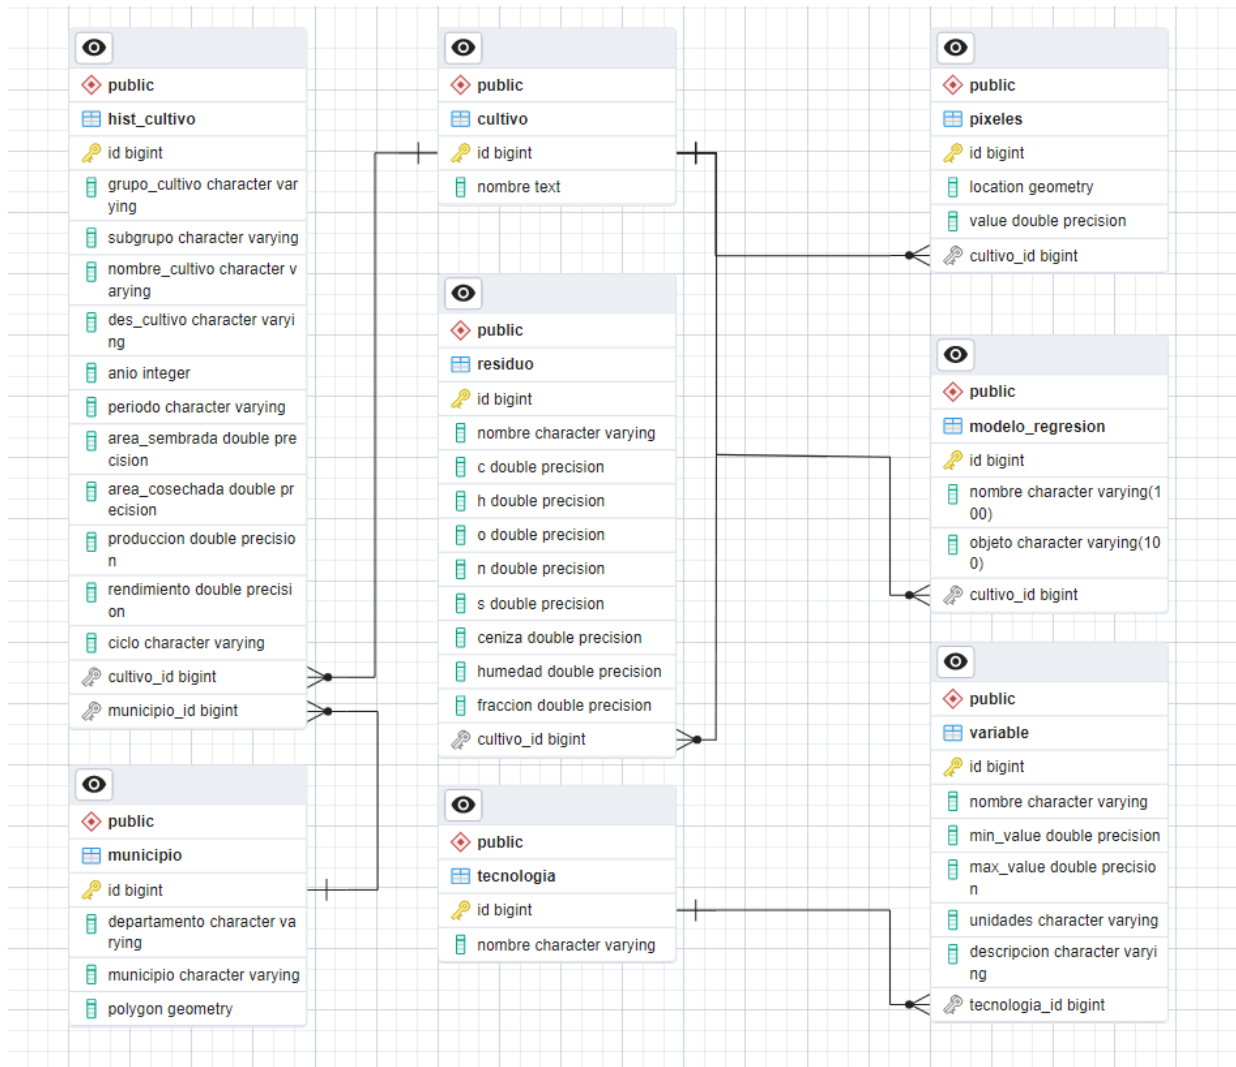 public
hist_cultivo
id bigint
grupo_cultivo character var
ying
subgrupo character varying
nombre_cultivo character v
arying
des_cultivo character varyi
ng
anio integer
periodo character varying
area_sembrada double pre
cision
area_cosechada double pr
ecision
produccion double precisio
n
rendimiento double precisi
on
ciclo character varying
cultivo_id bigint
municipio_id bigint
public
municipio
id bigint
departamento character va
rying
municipio character varying
polygon geometry
public
cultivo
id bigint
nombre text
public
residuo
id bigint
nombre character varying
c double precision
h double precision
o double precision
n double precision
s double precision
ceniza double precision
humedad double precision
fraccion double precision
cultivo_id bigint
public
tecnologia
id bigint
nombre character varying
public
pixeles
id bigint
location geometry
value double precision
cultivo_id bigint
public
modelo_regresion
id bigint
nombre character varying(1
00)
objeto character varying(10
0)
cultivo_id bigint
public
variable
id bigint
nombre character varying
min_value double precision
max_value double precisio
n
unidades character varying
descripcion character varyi
ng
tecnologia_id bigint